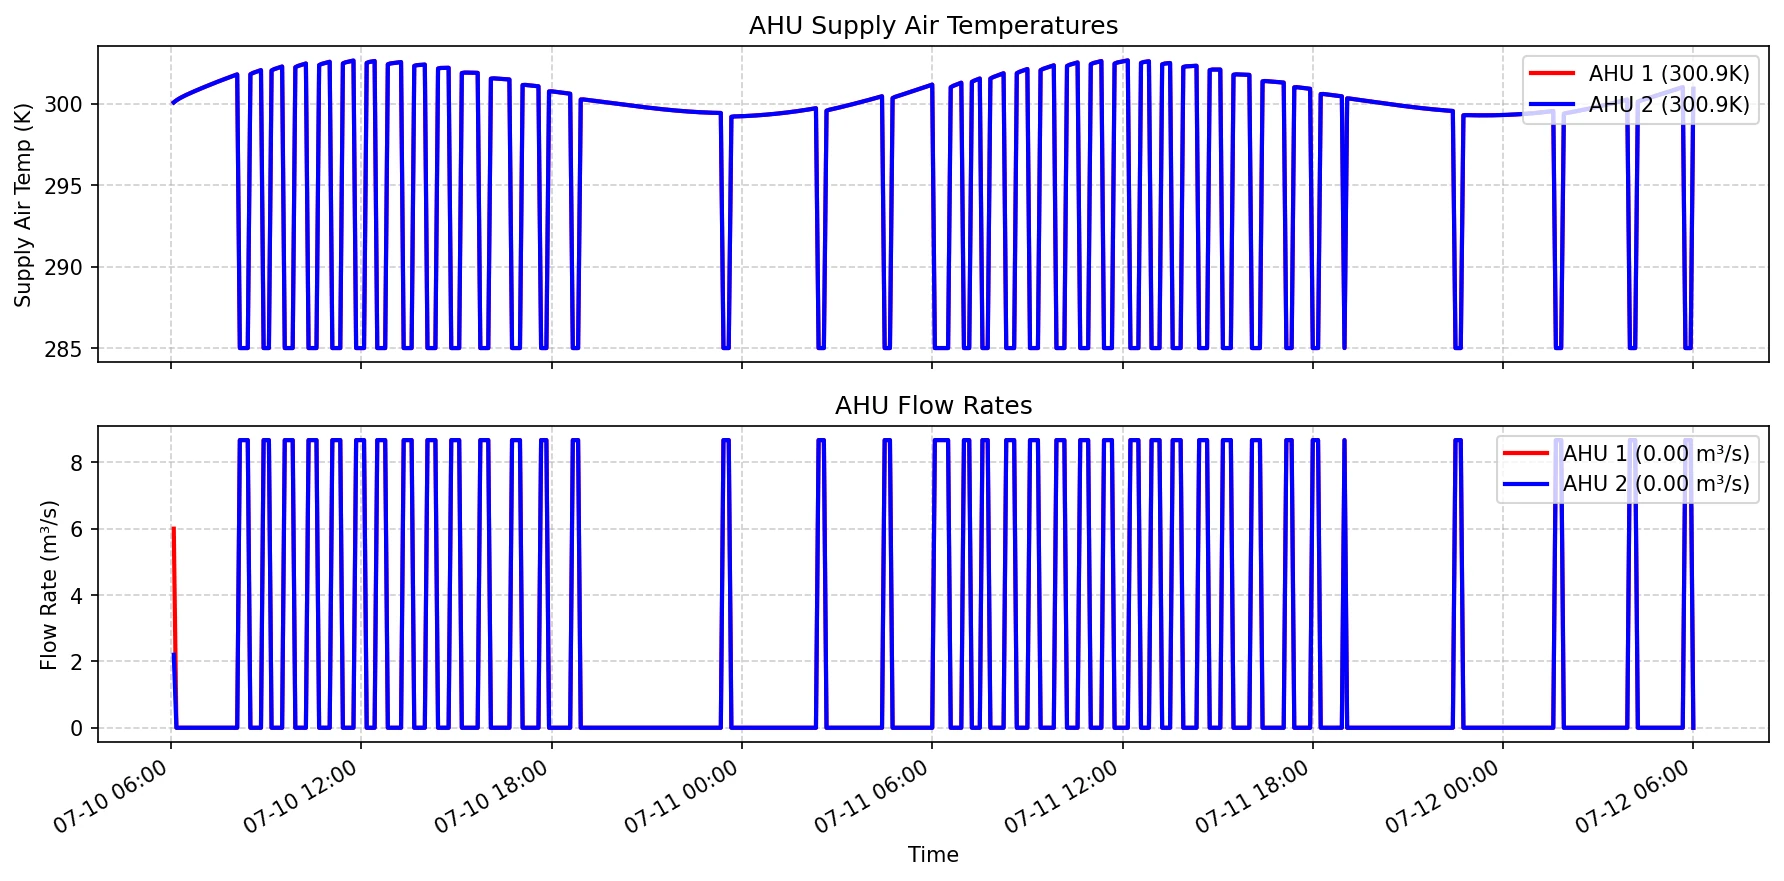 AHU Supply Air Temperatures
Supply Air Temp (K)
300
295
290
285
AHU 1 (300.9K)
AHU 2 (300.9K)
AHU Flow Rates
Flow Rate (m³/s)
8
6
4
2
0
AHU 1 (0.00 m³/s)
AHU 2 (0.00 m³/s)
07-10 06:00
07-10 12:00
07-10 18:00
07-11 00:00
07-11 06:00
07-11 12:00
07-11 18:00
07-12 00:00
07-12 06:00
Time